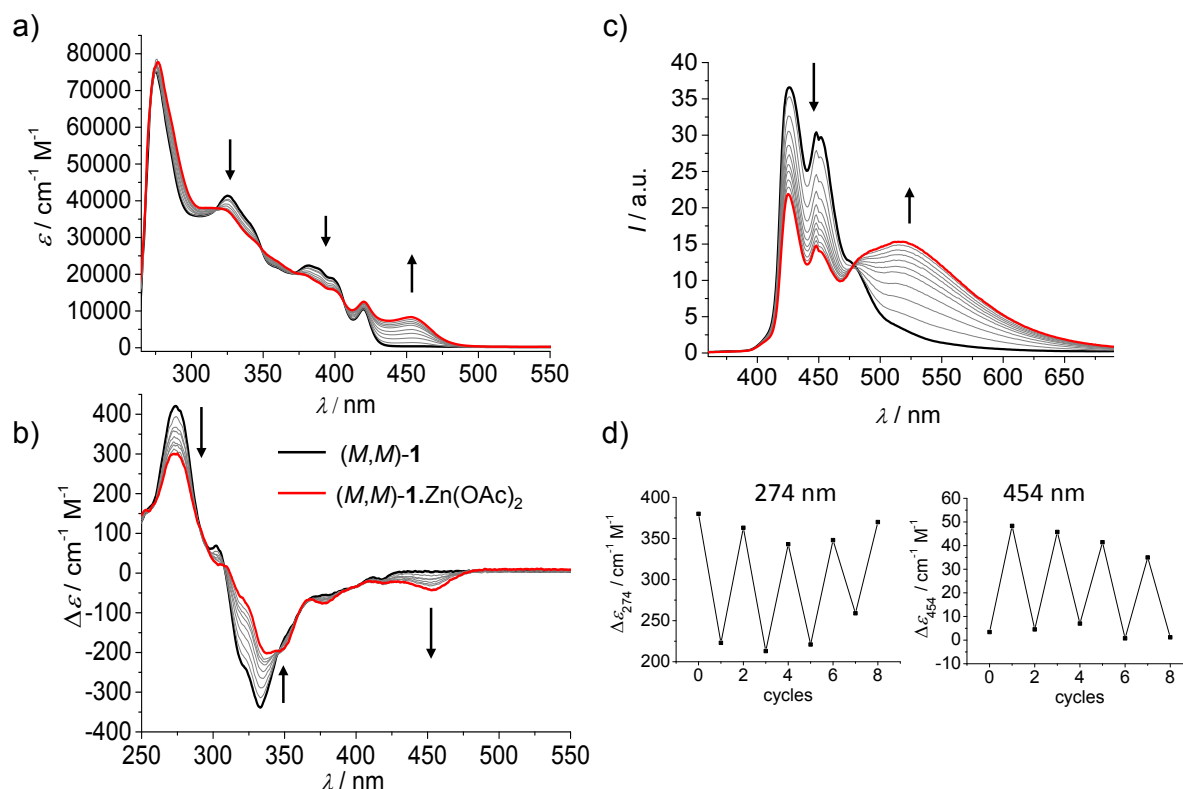 a)
80000
70000
60000
50000
40000
30000
20000
10000
0
ε / cm⁻¹ M⁻¹
300 350 400 450 500 550
λ / nm
b)
400
300
200
100
0
-100
-200
-300
-400
Δε / cm⁻¹ M⁻¹
(M,M)-1
(M,M)-1.Zn(OAc)₂
250 300 350 400 450 500 550
λ / nm
c)
40
35
30
25
20
15
10
5
0
I / a.u.
400 450 500 550 600 650
λ / nm
d)
274 nm
400
350
300
250
200
Δε₂₇₄ / cm⁻¹ M⁻¹
0 2 4 6 8
cycles
454 nm
60
50
40
30
20
10
0
-10
Δε₄₅₄ / cm⁻¹ M⁻¹
0 2 4 6 8
cycles